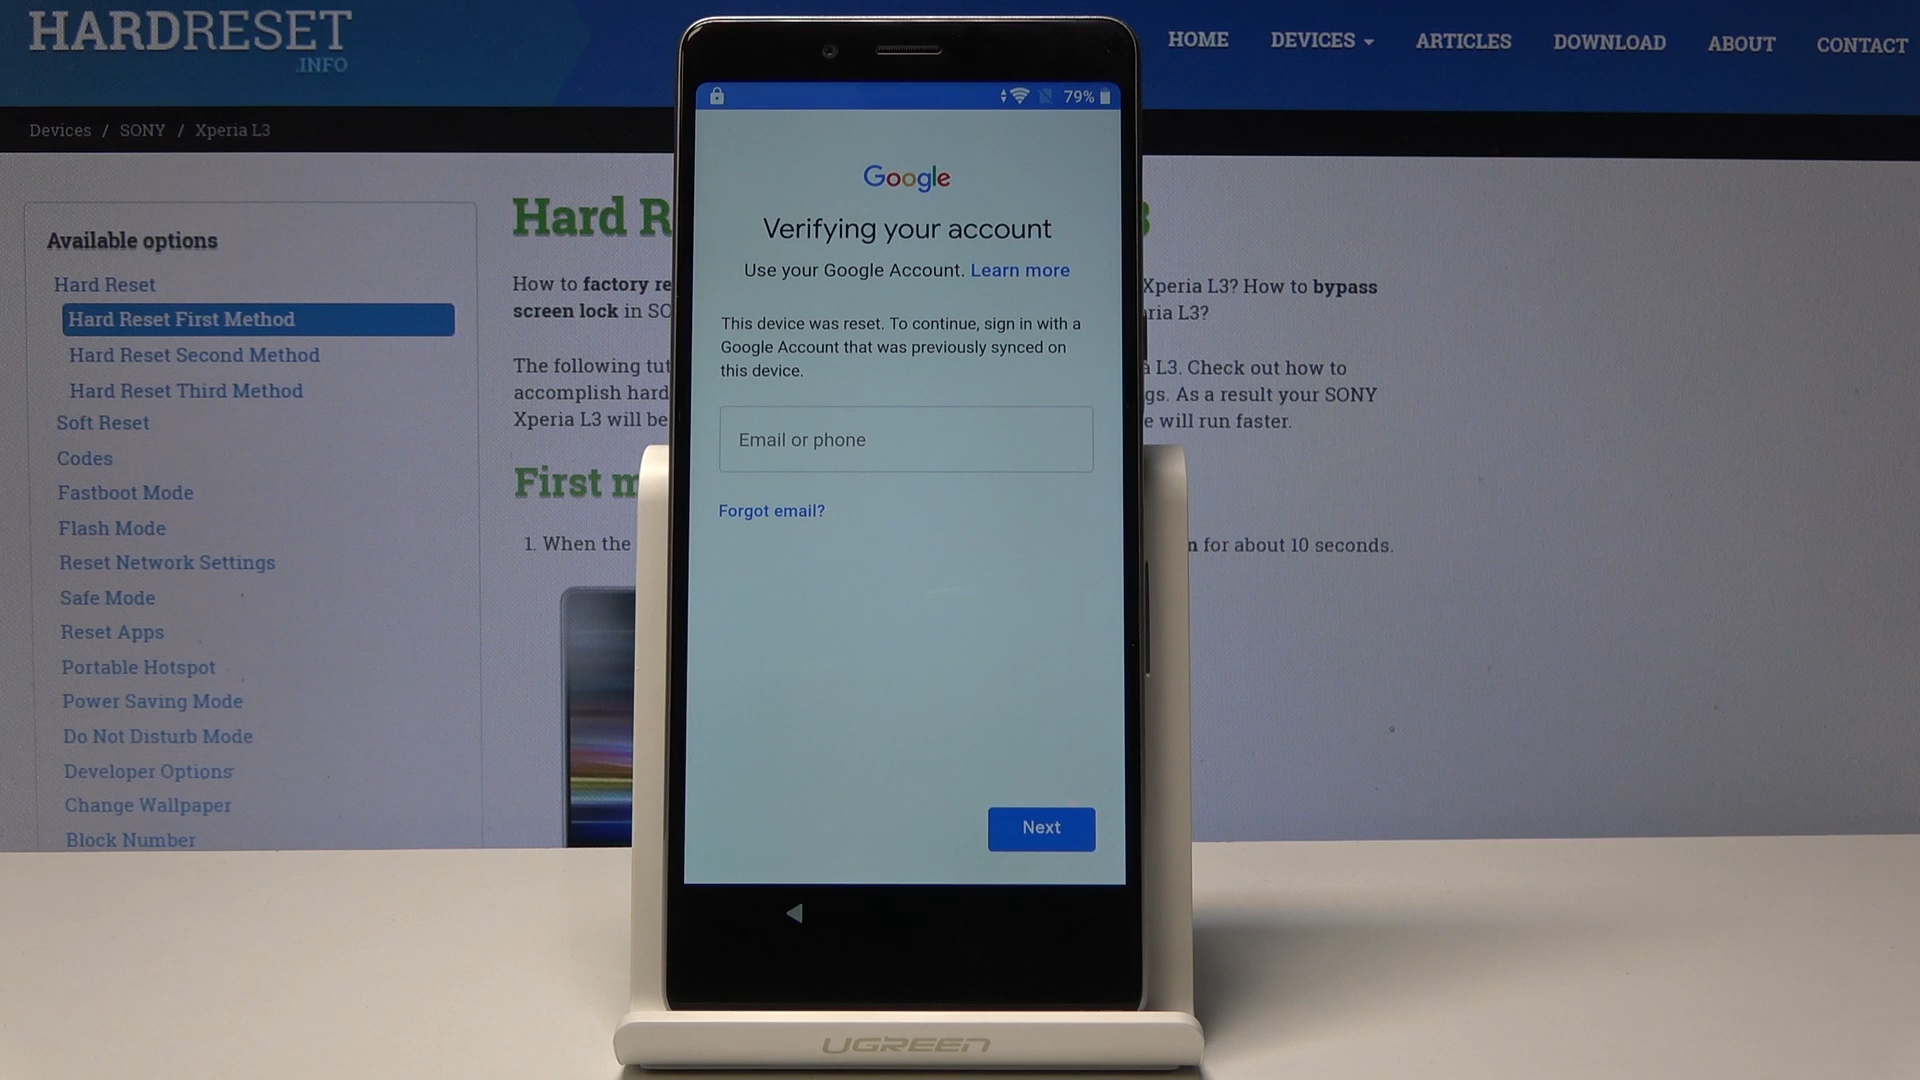 HARDRESET
.INFO
HOME DEVICES ARTICLES DOWNLOAD ABOUT CONTACT
Devices / SONY / Xperia L3
Available options
Hard Reset
Hard Reset First Method
Hard Reset Second Method
Hard Reset Third Method
Soft Reset
Codes
Fastboot Mode
Flash Mode
Reset Network Settings
Safe Mode
Reset Apps
Portable Hotspot
Power Saving Mode
Do Not Disturb Mode
Developer Options
Change Wallpaper
Block Number
Hard
How to factory
Xperia L3? How to bypass
screen lock in
L3?
The following
L3. Check out how to
accomplish hard
As a result your SONY
Xperia L3 will be
will run faster.
First
1. When the
for about 10 seconds.
79%
Google
Verifying your account
Use your Google Account. Learn more
This device was reset. To continue, sign in with a
Google Account that was previously synced on
this device.
Email or phone
Forgot email?
Next
UGREEN